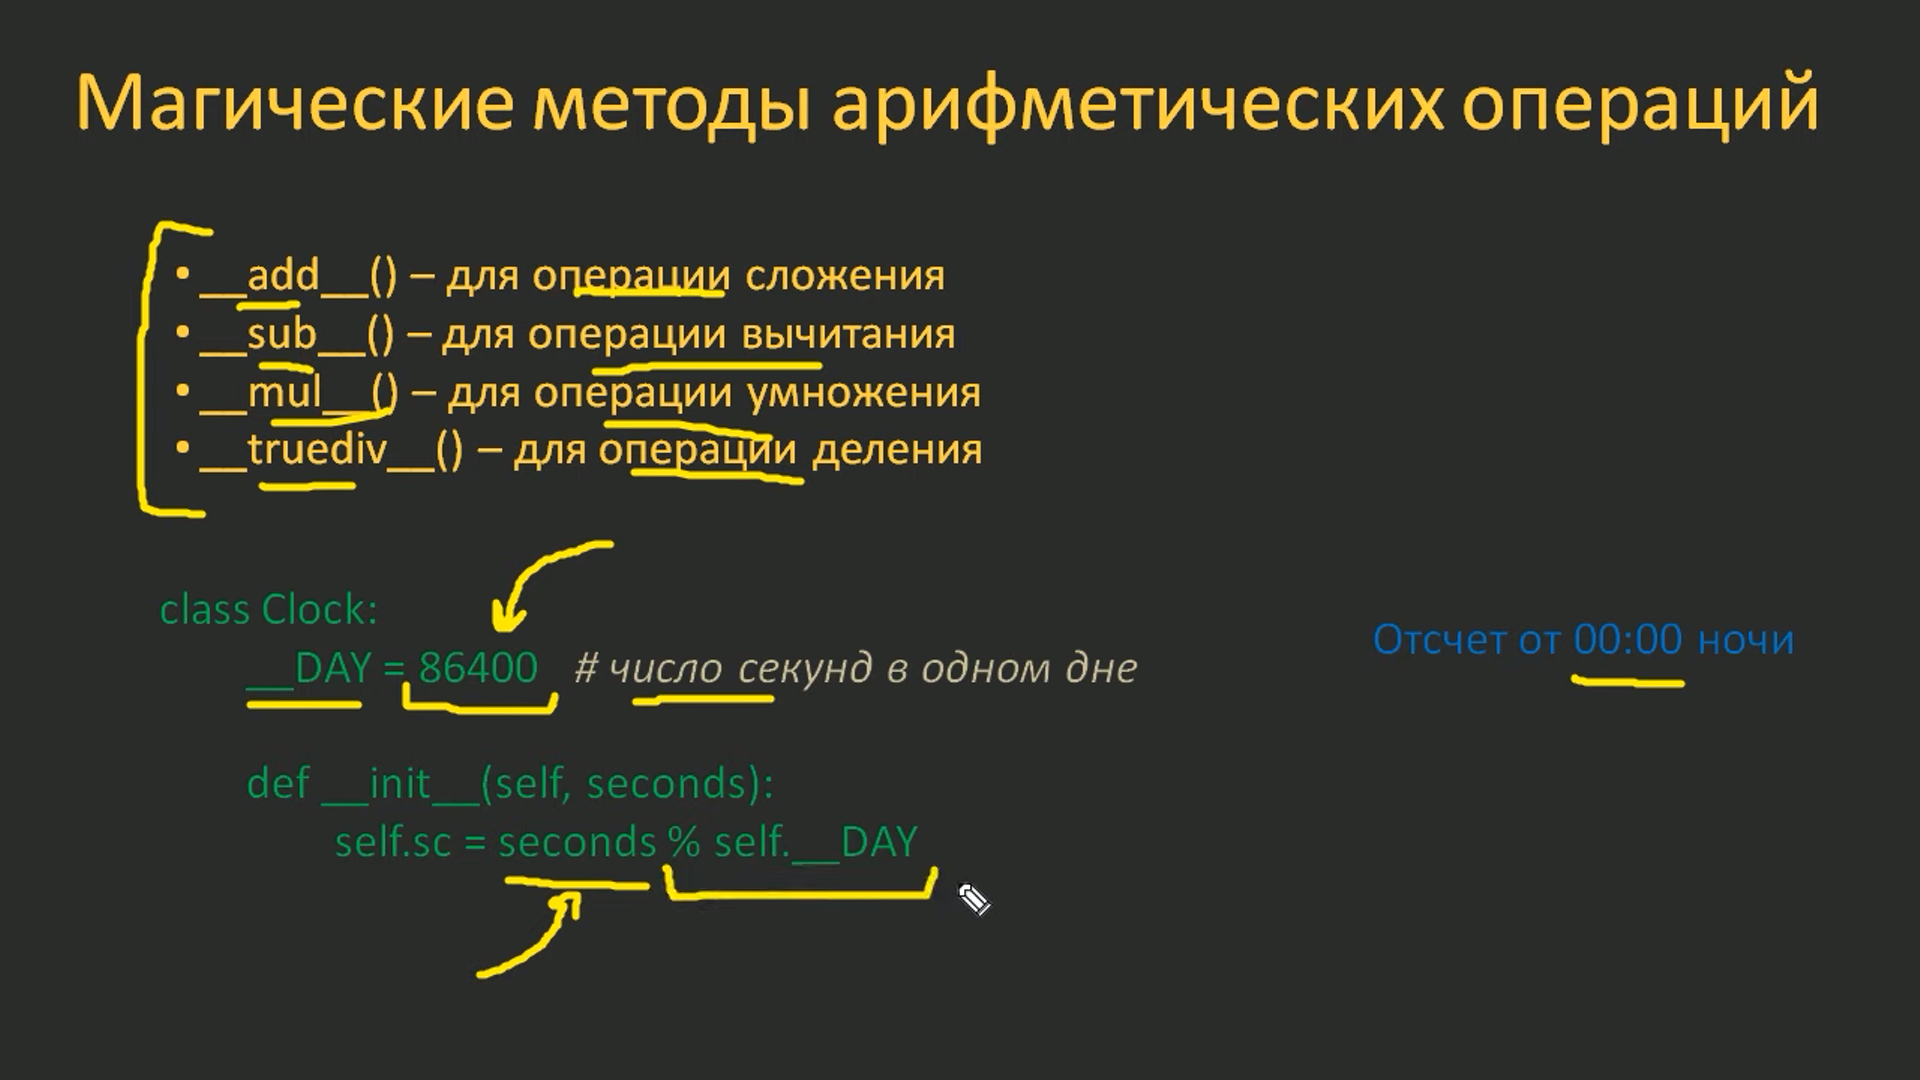 Магические методы арифметических операций
• __add__() – для операции сложения
• __sub__() – для операции вычитания
• __mul__() – для операции умножения
• __truediv__() – для операции деления
class Clock:
__DAY = 86400 # число секунд в одном дне
Отсчет от 00:00 ночи
def __init__(self, seconds):
self.sc = seconds % self.__DAY